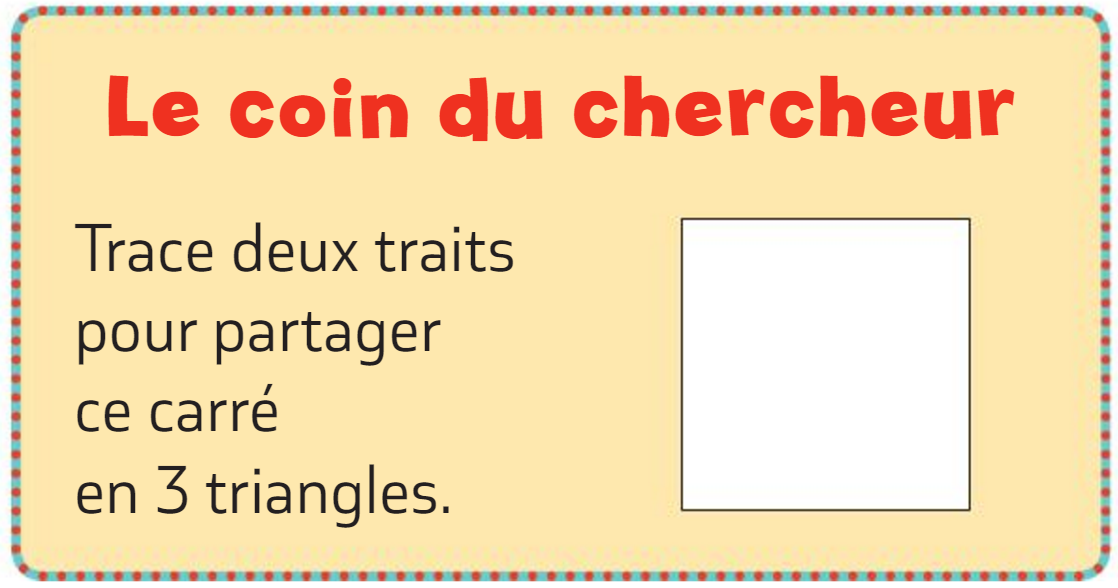 Le coin du chercheur
Trace deux traits
pour partager
ce carré
en 3 triangles.